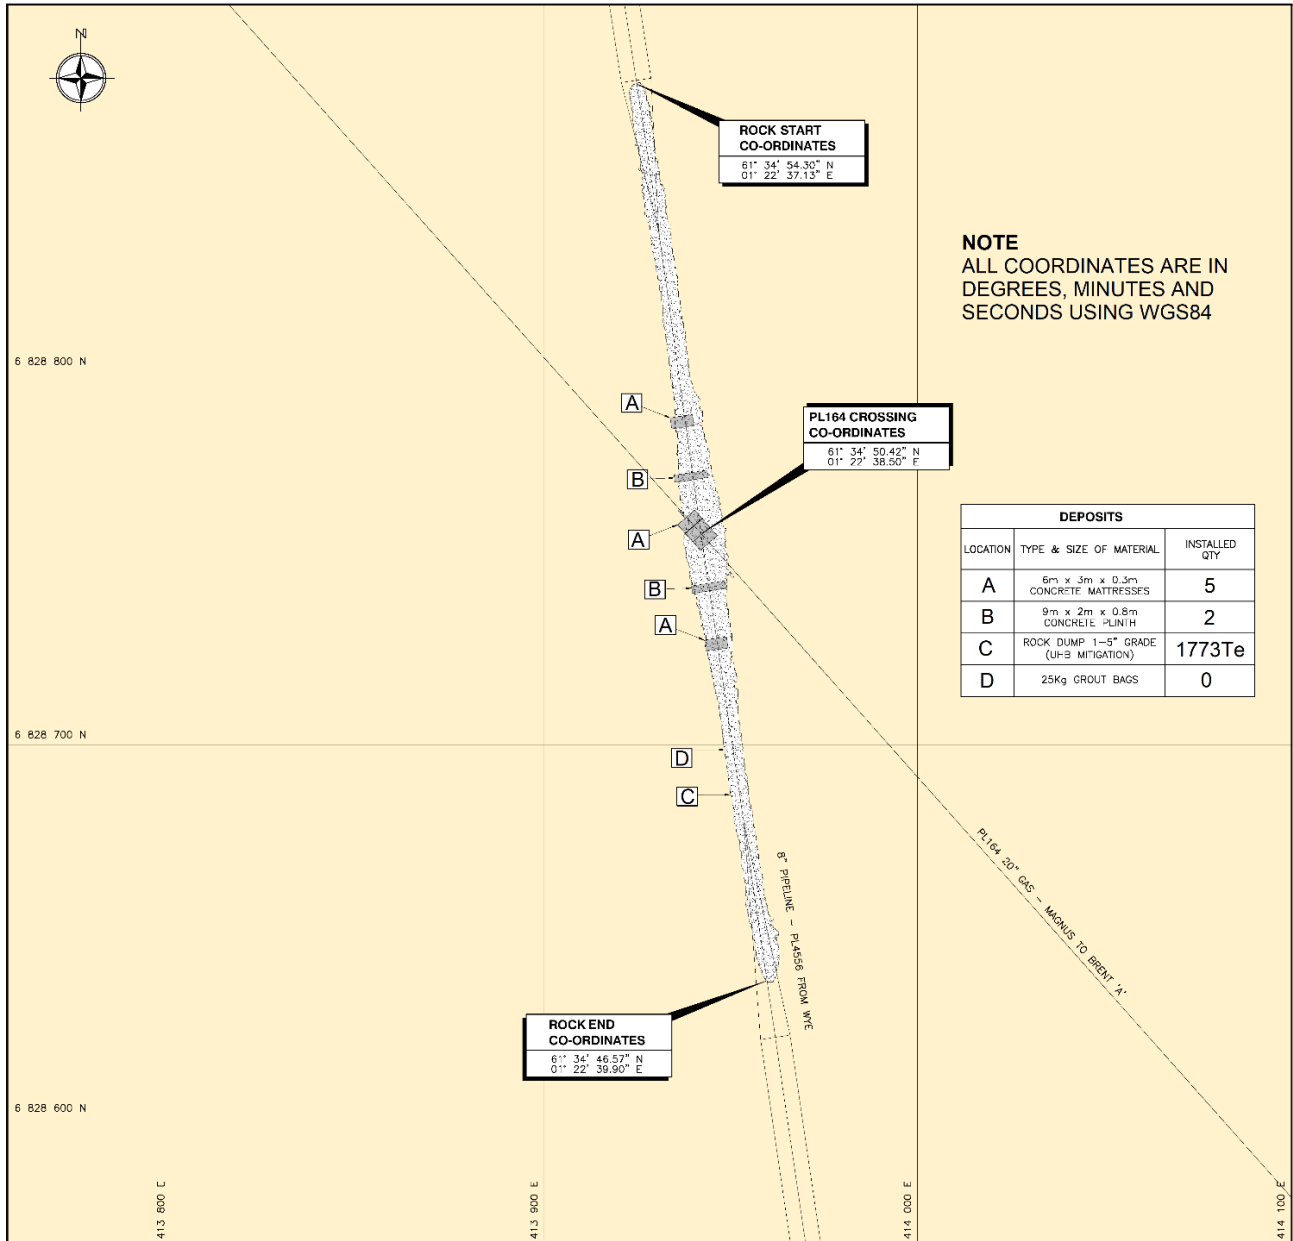 N
ROCK START
CO-ORDINATES
61° 34' 54.30" N
01° 22' 37.13" E
NOTE
ALL COORDINATES ARE IN
DEGREES, MINUTES AND
SECONDS USING WGS84
6 828 800 N
A
PL164 CROSSING
CO-ORDINATES
61° 34' 50.42" N
01° 22' 38.50" E
B
A
B
A
DEPOSITS
LOCATION TYPE & SIZE OF MATERIAL INSTALLED QTY
A 6m x 3m x 0.3m CONCRETE MATTRESSES 5
B 9m x 2m x 0.8m CONCRETE PLINTH 2
C ROCK DUMP 1-5" GRADE (UHB MITIGATION) 1773Te
D 25Kg GROUT BAGS 0
6 828 700 N
D
C
8" PIPELINE - PL4556 FROM WYE
PL164 20" GAS - MAGNUS TO BRENT 'A'
ROCK END
CO-ORDINATES
61° 34' 46.57" N
01° 22' 39.90" E
6 828 600 N
413 800 E
413 900 E
414 000 E
414 100 E